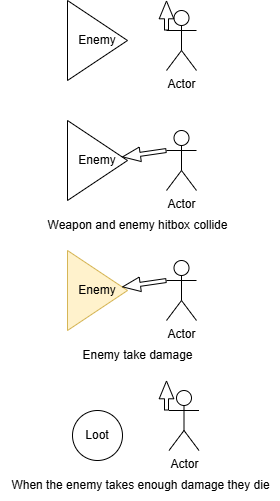 Enemy
Actor
Enemy
Actor
Weapon and enemy hitbox collide
Enemy
Actor
Enemy take damage
Loot
Actor
When the enemy takes enough damage they die